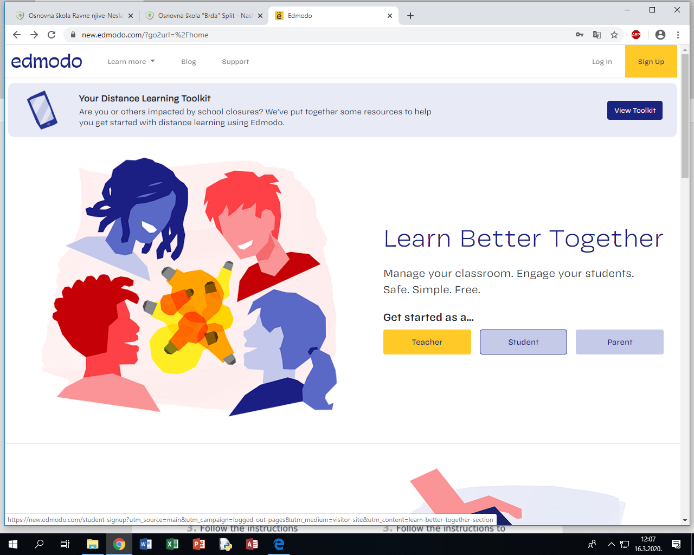 Osnovna škola Ravne njive-Nesla
Osnovna škola "Brda" Split - Nasl
Edmodo
new.edmodo.com/?go2url=%2Fhome
edmodo
Learn more
Blog
Support
Log In
Sign Up
Your Distance Learning Toolkit
Are you or others impacted by school closures? We've put together some resources to help
you get started with distance learning using Edmodo.
View Toolkit
Learn Better Together
Manage your classroom. Engage your students.
Safe. Simple. Free.
Get started as a...
Teacher
Student
Parent
https://new.edmodo.com/student-signup?utm_source=main&utm_campaign=logged-out-pages&utm_medium=visitor-site&utm_content=learn-better-together-section
3. Follow the instructions
3. Follow the instructions to
12:07
16.3.2020.